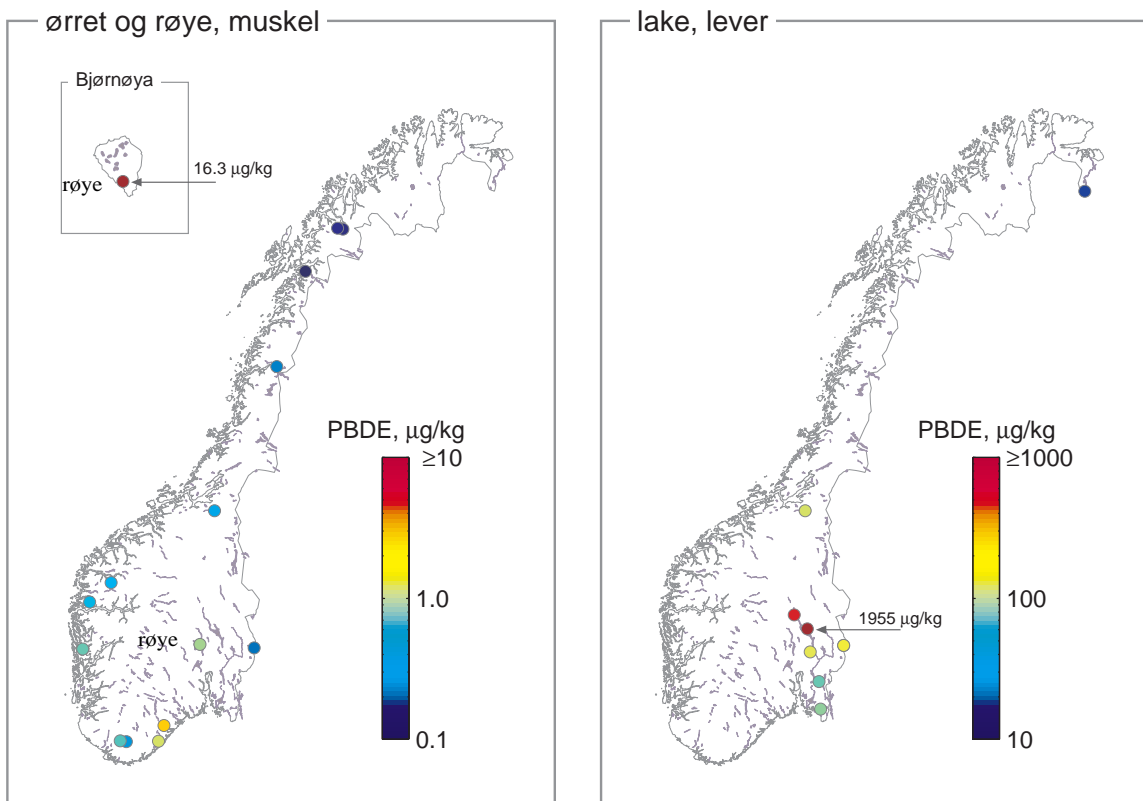 ørret og røye, muskel
Bjørnøya
16.3 μg/kg
røye
PBDE, μg/kg
≥10
1.0
røye
0.1
lake, lever
PBDE, μg/kg
≥1000
100
1955 μg/kg
10